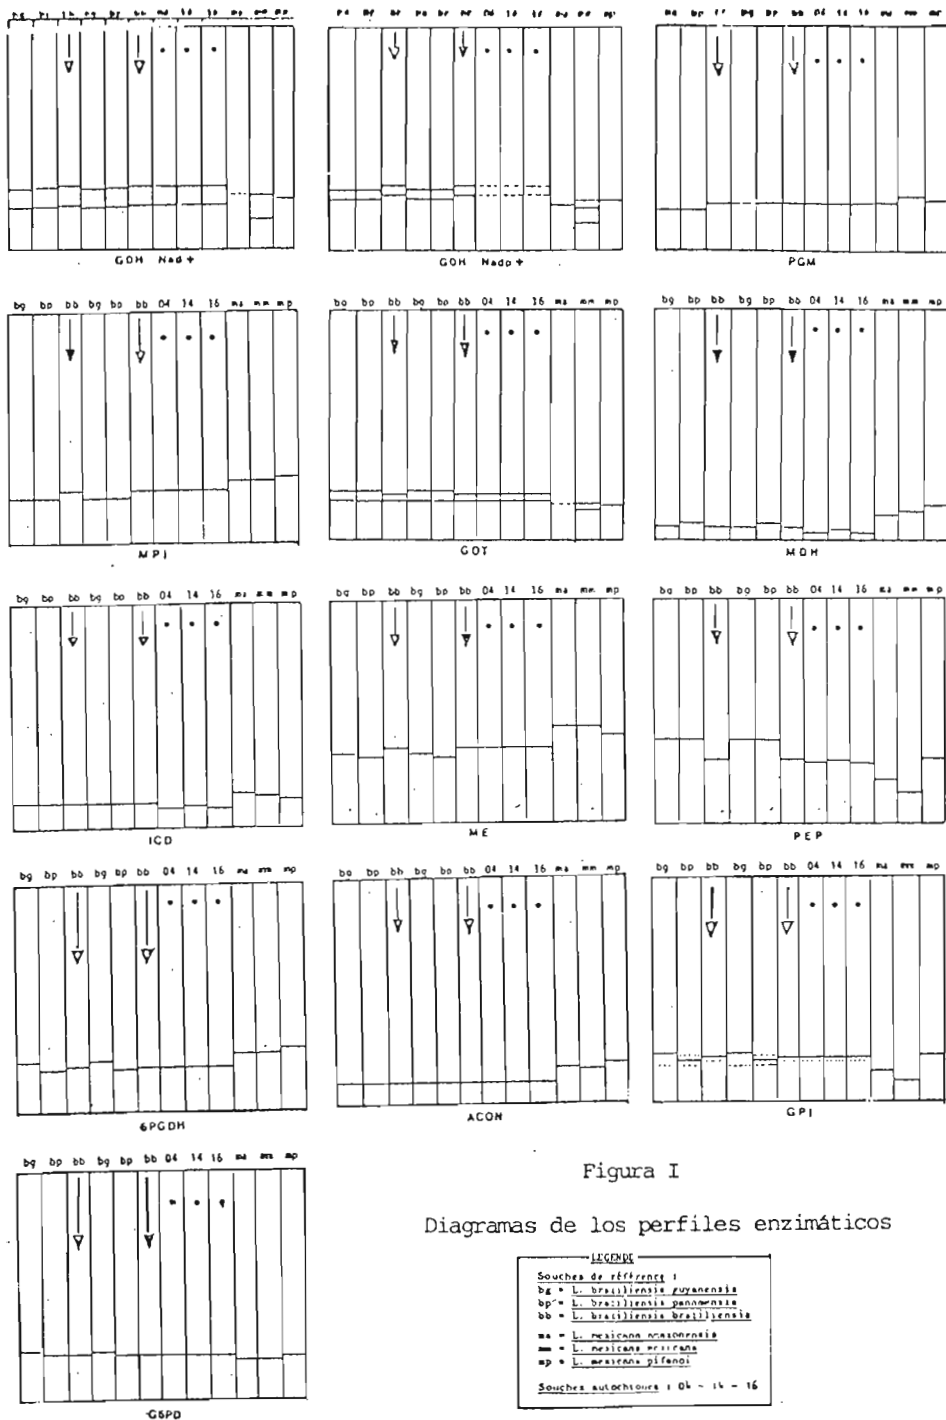 GDH Nad+
GDH Nadp+
PGM
bg bp bb bg bp bb 04 14 16 ma mm mp
bg bp bb bg bp bb 04 14 16 ma mm mp
bg bp bb bg bp bb 04 14 16 ma mm mp
MPI
GOT
MDH
bg bp bb bg bp bb 04 14 16 ma mm mp
bg bp bb bg bp bb 04 14 16 ma mm mp
bg bp bb bg bp bb 04 14 16 ma mm mp
ICD
ME
PEP
bg bp bb bg bp bb 04 14 16 ma mm mp
bg bp bb bg bp bb 04 14 16 ma mm mp
bg bp bb bg bp bb 04 14 16 ma mm mp
6PGDH
ACON
GPI
bg bp bb bg bp bb 04 14 16 ma mm mp
G6PD
Figura I
Diagramas de los perfiles enzimáticos
LEGENDE
Souches de référence :
bg = L. braziliensis guyanensis
bp = L. braziliensis panamensis
bb = L. braziliensis braziliensis
ma = L. mexicana amazonensis
mm = L. mexicana mexicana
mp = L. mexicana pifanoi
Souches autochtones : 04 - 14 - 16